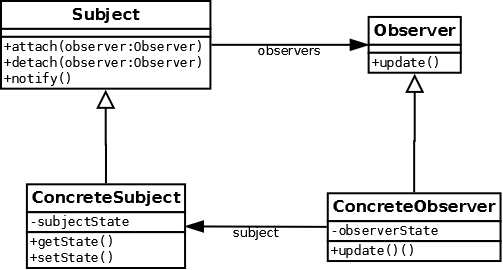 Subject
+attach(observer:Observer)
+detach(observer:Observer)
+notify()
observers
Observer
+update()
ConcreteSubject
-subjectState
+getState()
+setState()
subject
ConcreteObserver
-observerState
+update()()